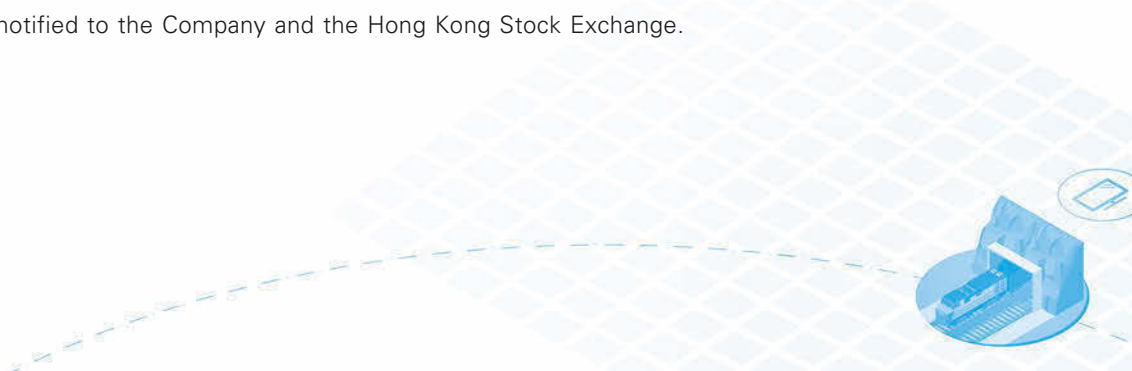 notified to the Company and the Hong Kong Stock Exchange.